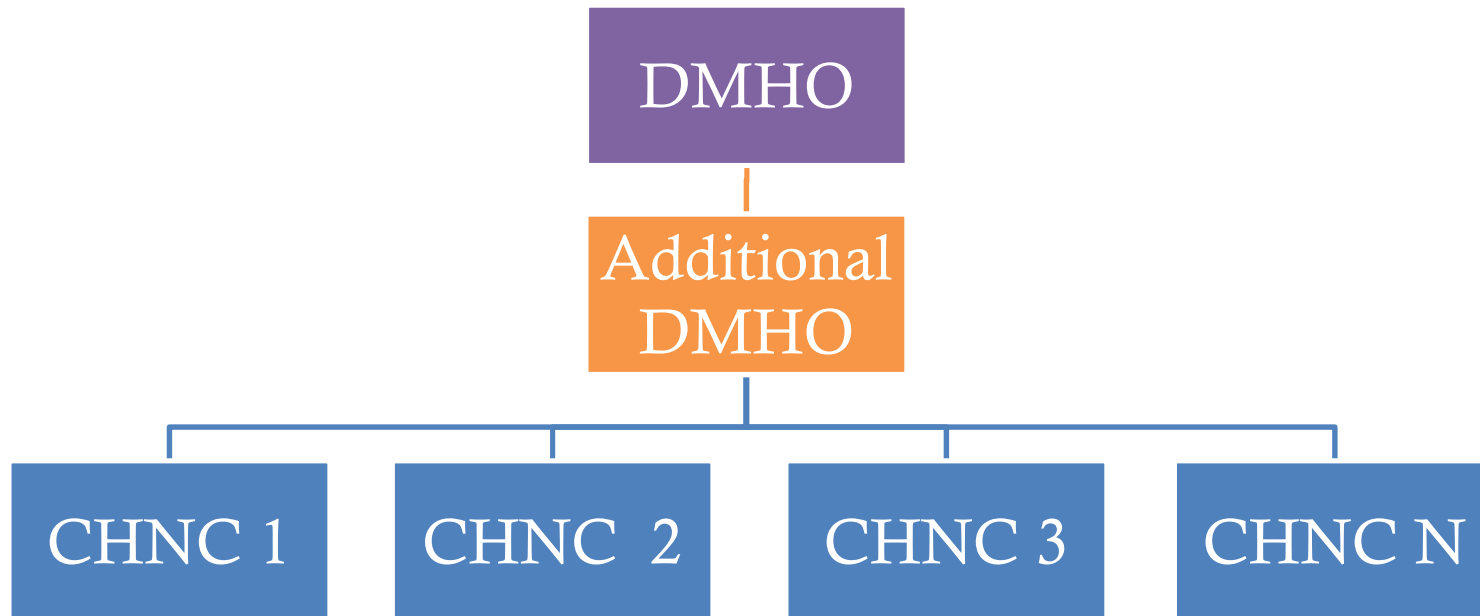 DMHO
Additional
DMHO
CHNC 1
CHNC  2
CHNC 3
CHNC N